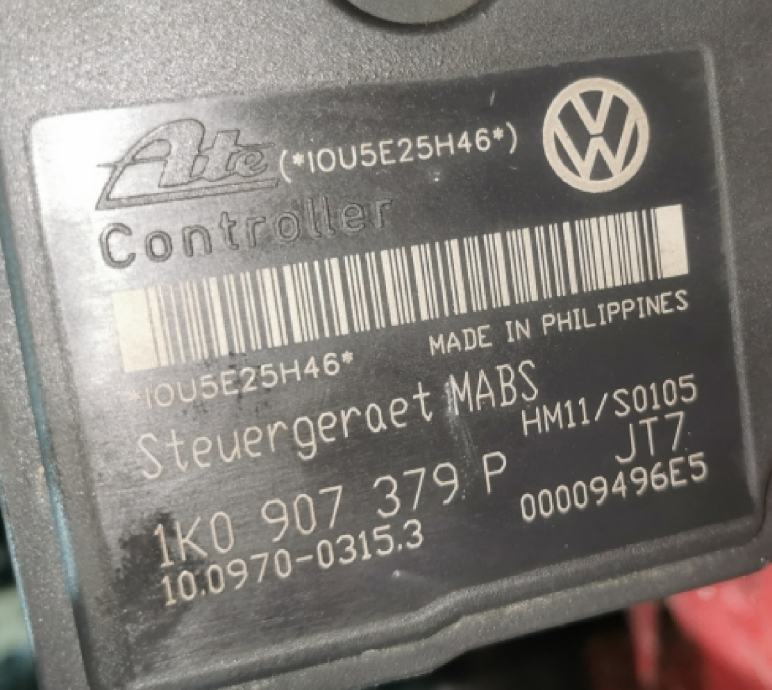 Ate (*IOU5E25H46*)
Controller
MADE IN PHILIPPINES
*IOU5E25H46*
Steuergeraet MABS
HM11/S0105
JT7
1K0 907 379 P
00009496E5
10.0970-0315.3